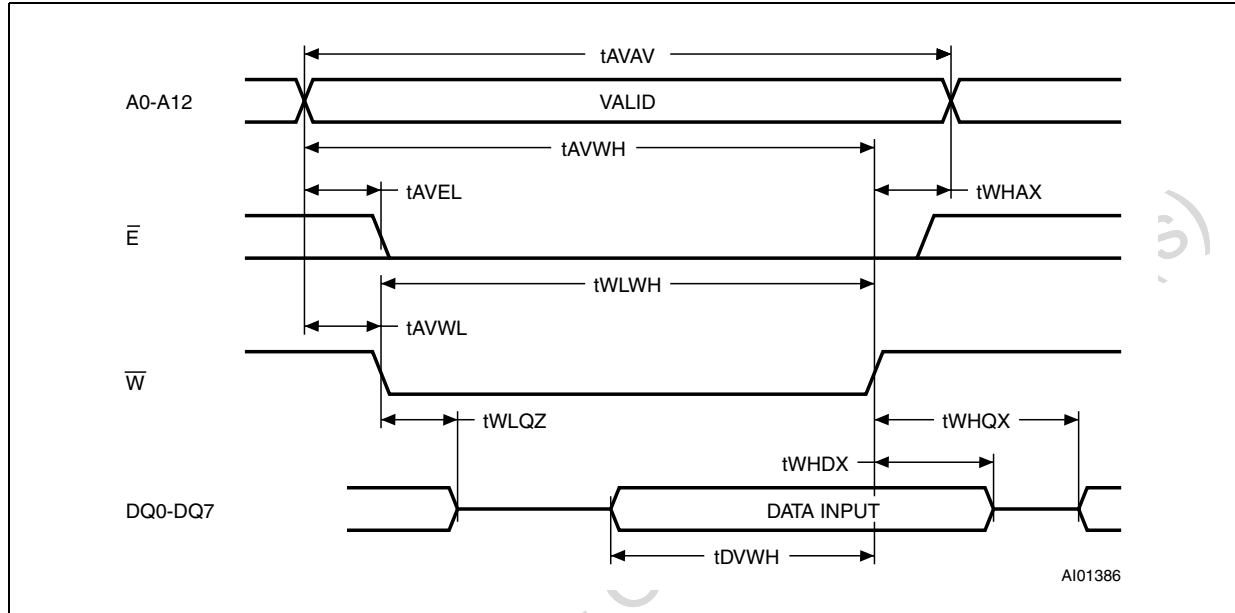 tAVAV
A0-A12
VALID
tAVWH
tAVEL
tWHAX
E̅
tWLWH
tAVWL
W̅
tWLQZ
tWHQX
tWHDX
DQ0-DQ7
DATA INPUT
tDVWH
AI01386